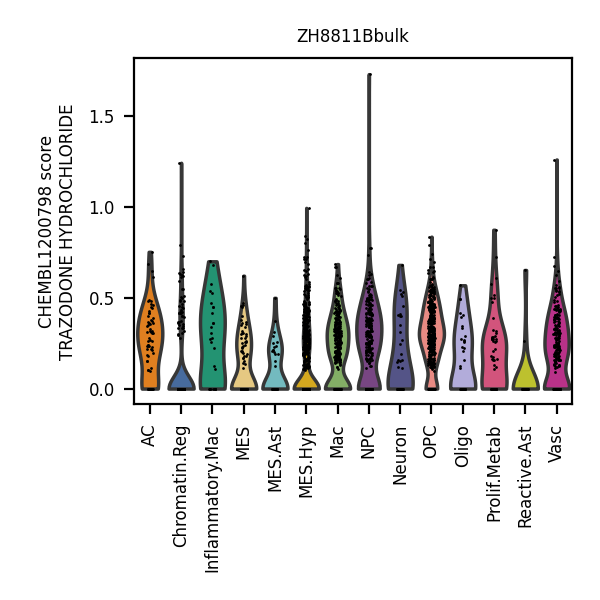 ZH8811Bbulk
CHEMBL1200798 score
TRAZODONE HYDROCHLORIDE
1.5
1.0
0.5
0.0
AC
Chromatin.Reg
Inflammatory.Mac
MES
MES.Ast
MES.Hyp
Mac
NPC
Neuron
OPC
Oligo
Prolif.Metab
Reactive.Ast
Vasc